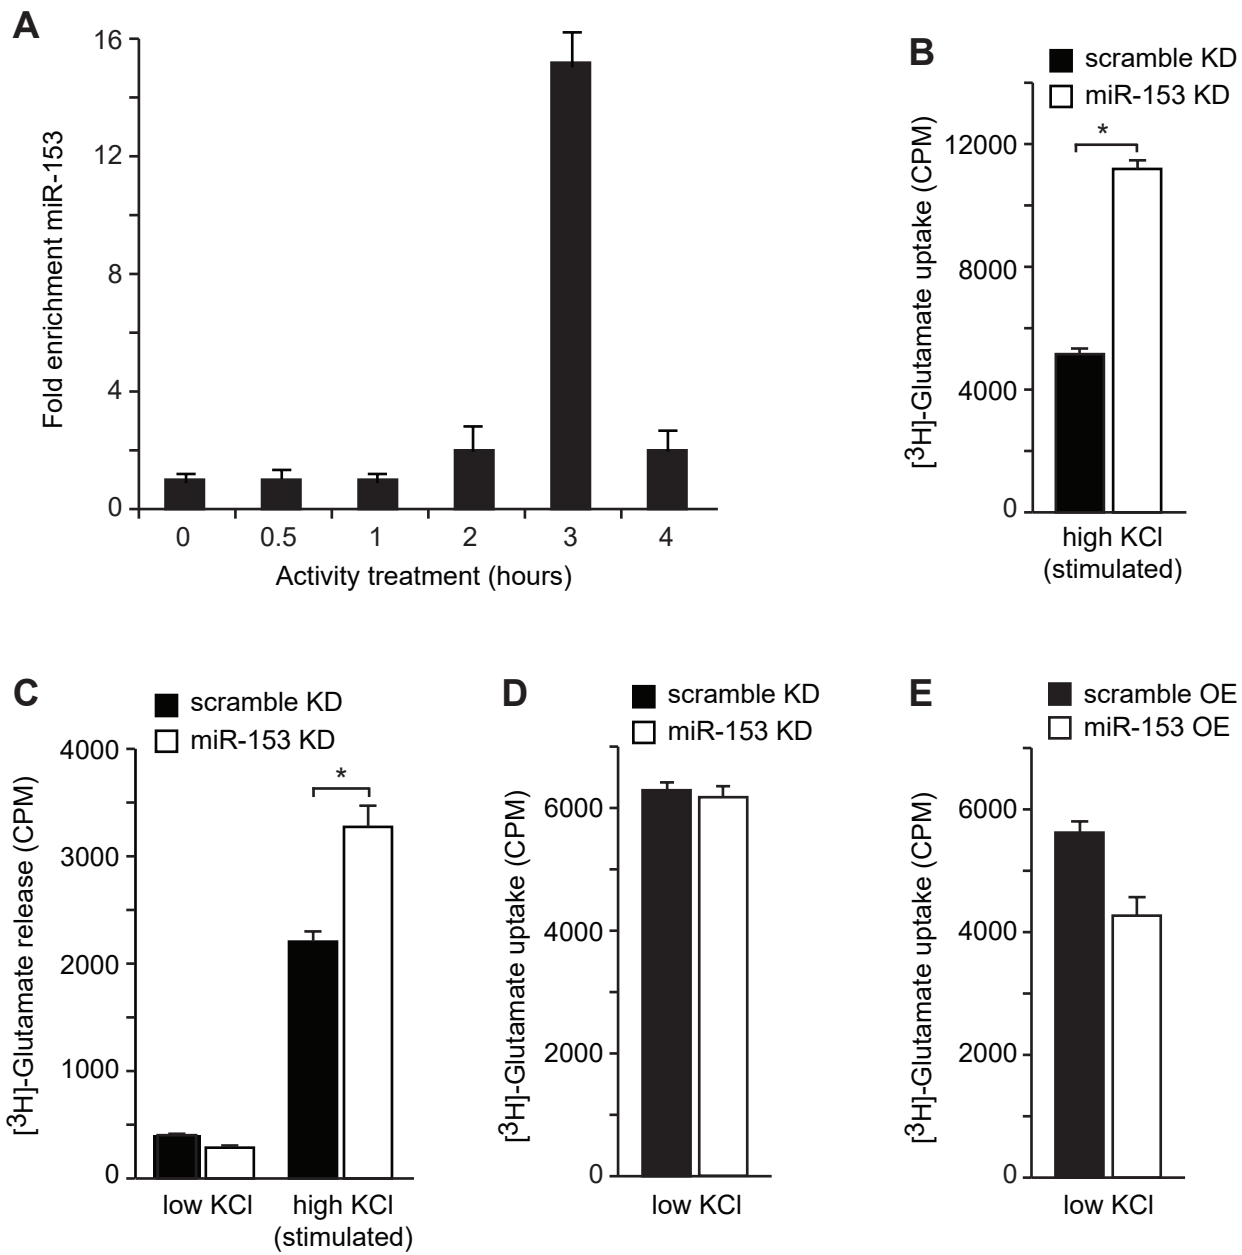 A
16
12
8
4
0
Fold enrichment miR-153
0 0.5 1 2 3 4
Activity treatment (hours)
B
scramble KD
miR-153 KD
*
12000
8000
4000
0
[³H]-Glutamate uptake (CPM)
high KCl
(stimulated)
C
scramble KD
miR-153 KD
*
4000
3000
2000
1000
0
[³H]-Glutamate release (CPM)
low KCl high KCl
(stimulated)
D
scramble KD
miR-153 KD
6000
4000
2000
0
[³H]-Glutamate uptake (CPM)
low KCl
E
scramble OE
miR-153 OE
6000
4000
2000
0
[³H]-Glutamate uptake (CPM)
low KCl